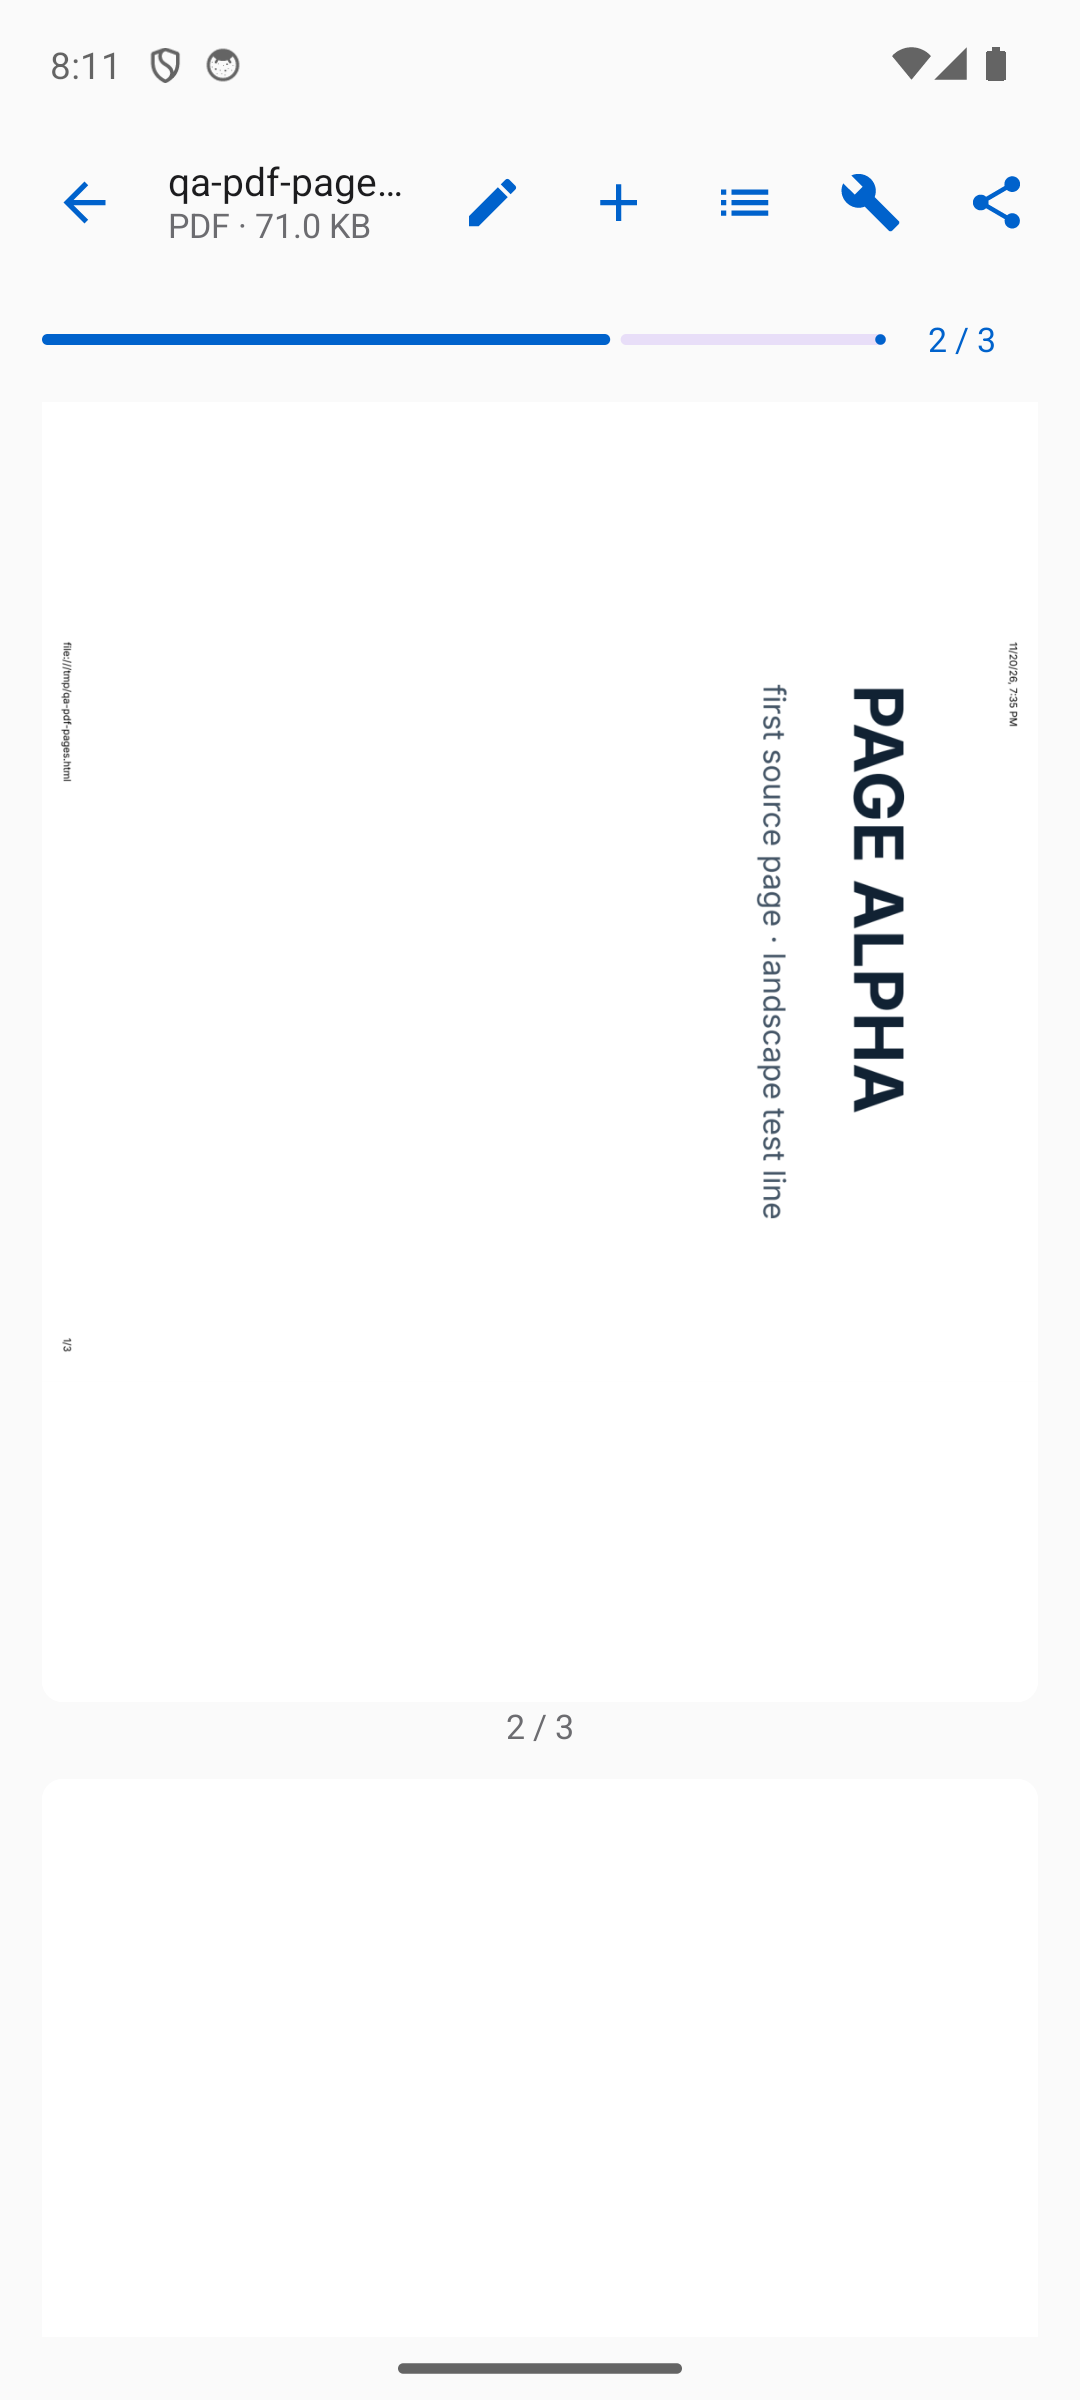 8:11
qa-pdf-page...
PDF · 71.0 KB
2 / 3
11/20/26, 7:35 PM
PAGE ALPHA
first source page · landscape test line
file:///tmp/qa-pdf-pages.html
1/3
2 / 3